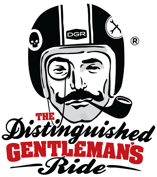 DGR
®
THE
Distinguished
GENTLEMAN'S
Ride